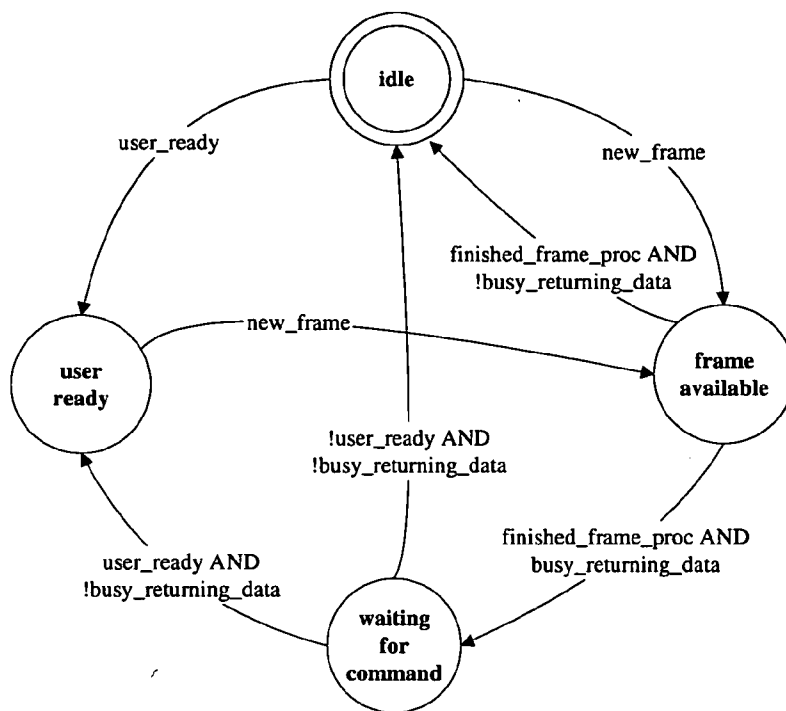 idle
user_ready
new_frame
finished_frame_proc AND
!busy_returning_data
new_frame
user
ready
frame
available
!user_ready AND
!busy_returning_data
finished_frame_proc AND
busy_returning_data
user_ready AND
!busy_returning_data
waiting
for
command